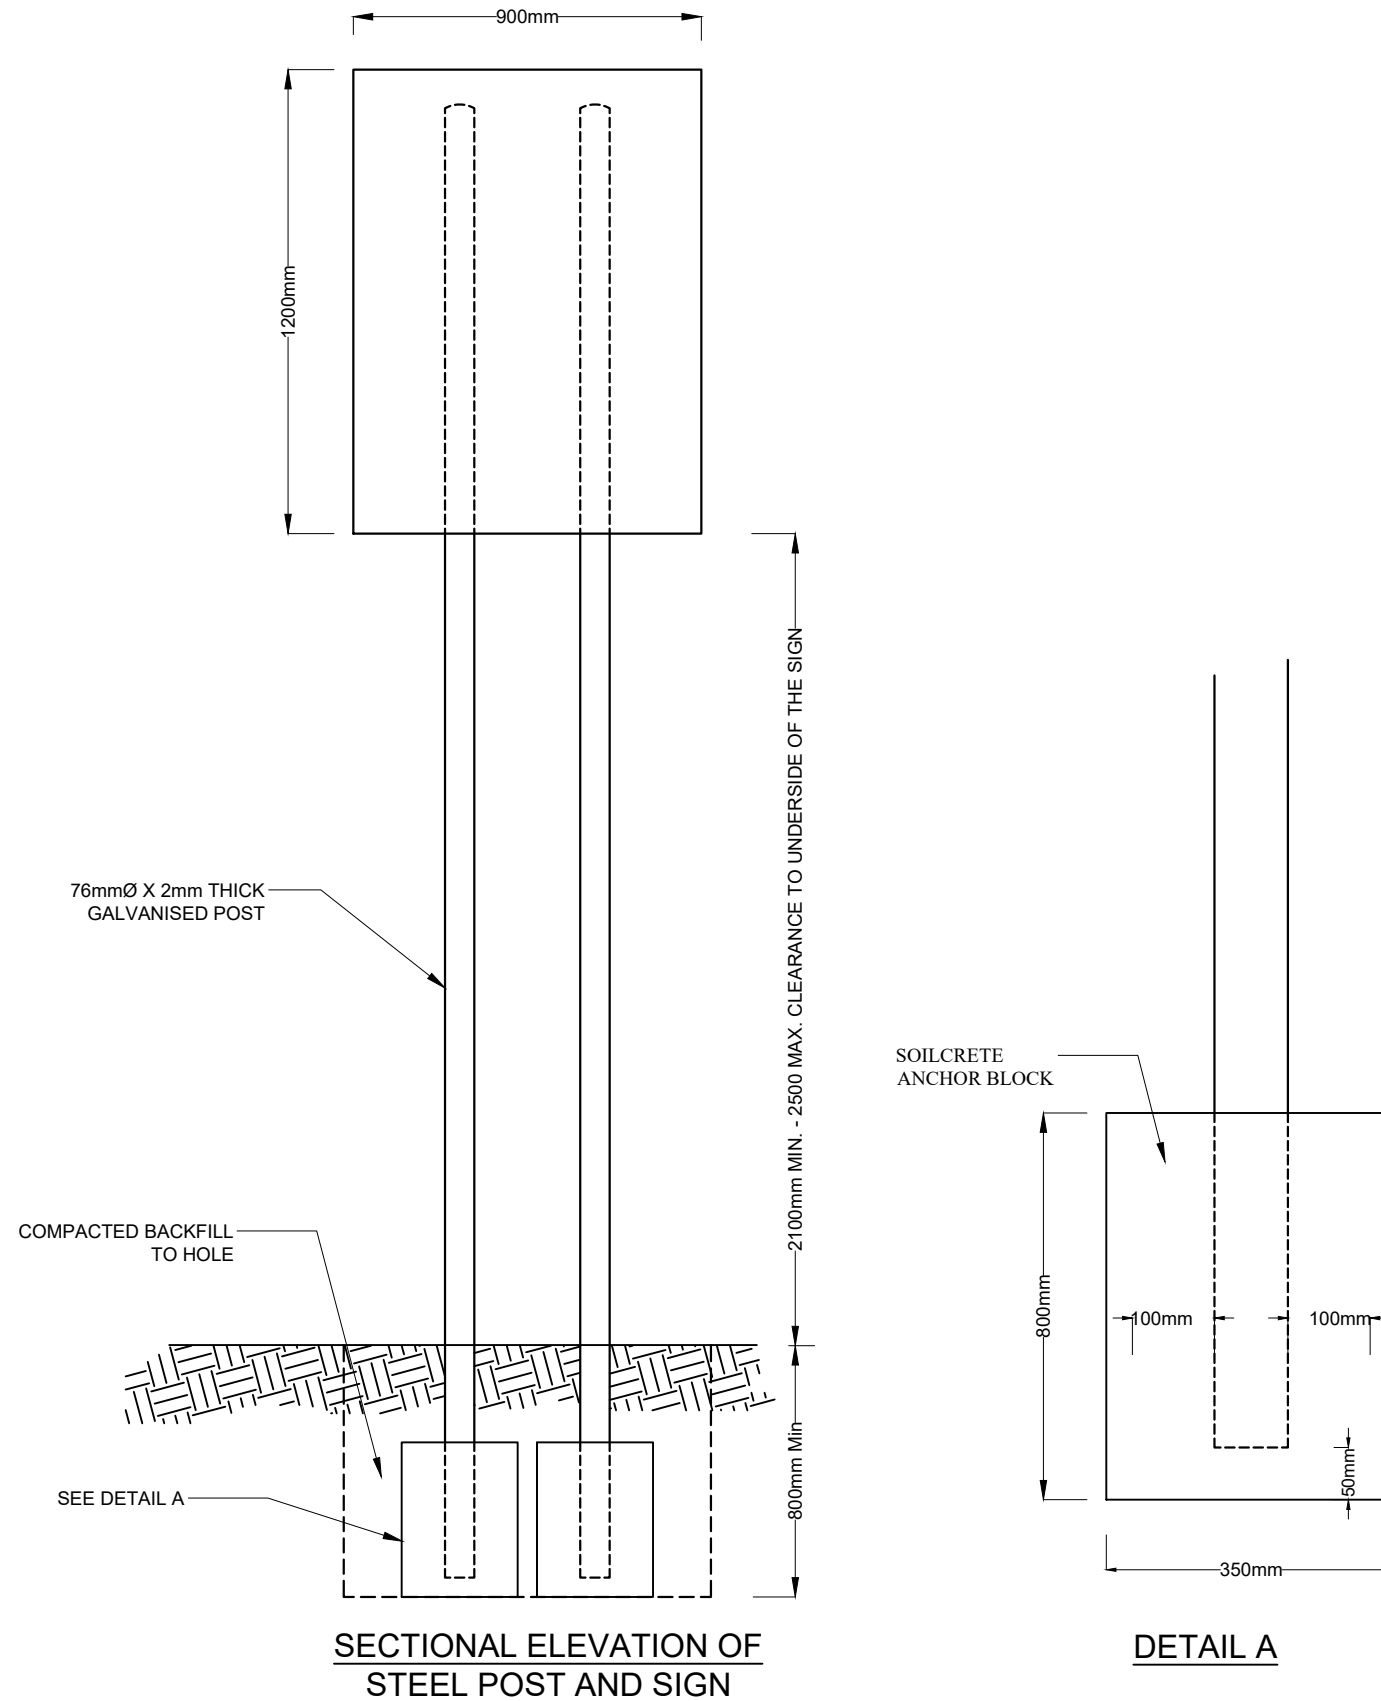 900mm
1200mm
2100mm MIN. - 2500 MAX. CLEARANCE TO UNDERSIDE OF THE SIGN
76mmØ X 2mm THICK
GALVANISED POST
COMPACTED BACKFILL
TO HOLE
SEE DETAIL A
800mm Min
SECTIONAL ELEVATION OF
STEEL POST AND SIGN
SOILCRETE
ANCHOR BLOCK
800mm
100mm
100mm
50mm
350mm
DETAIL A